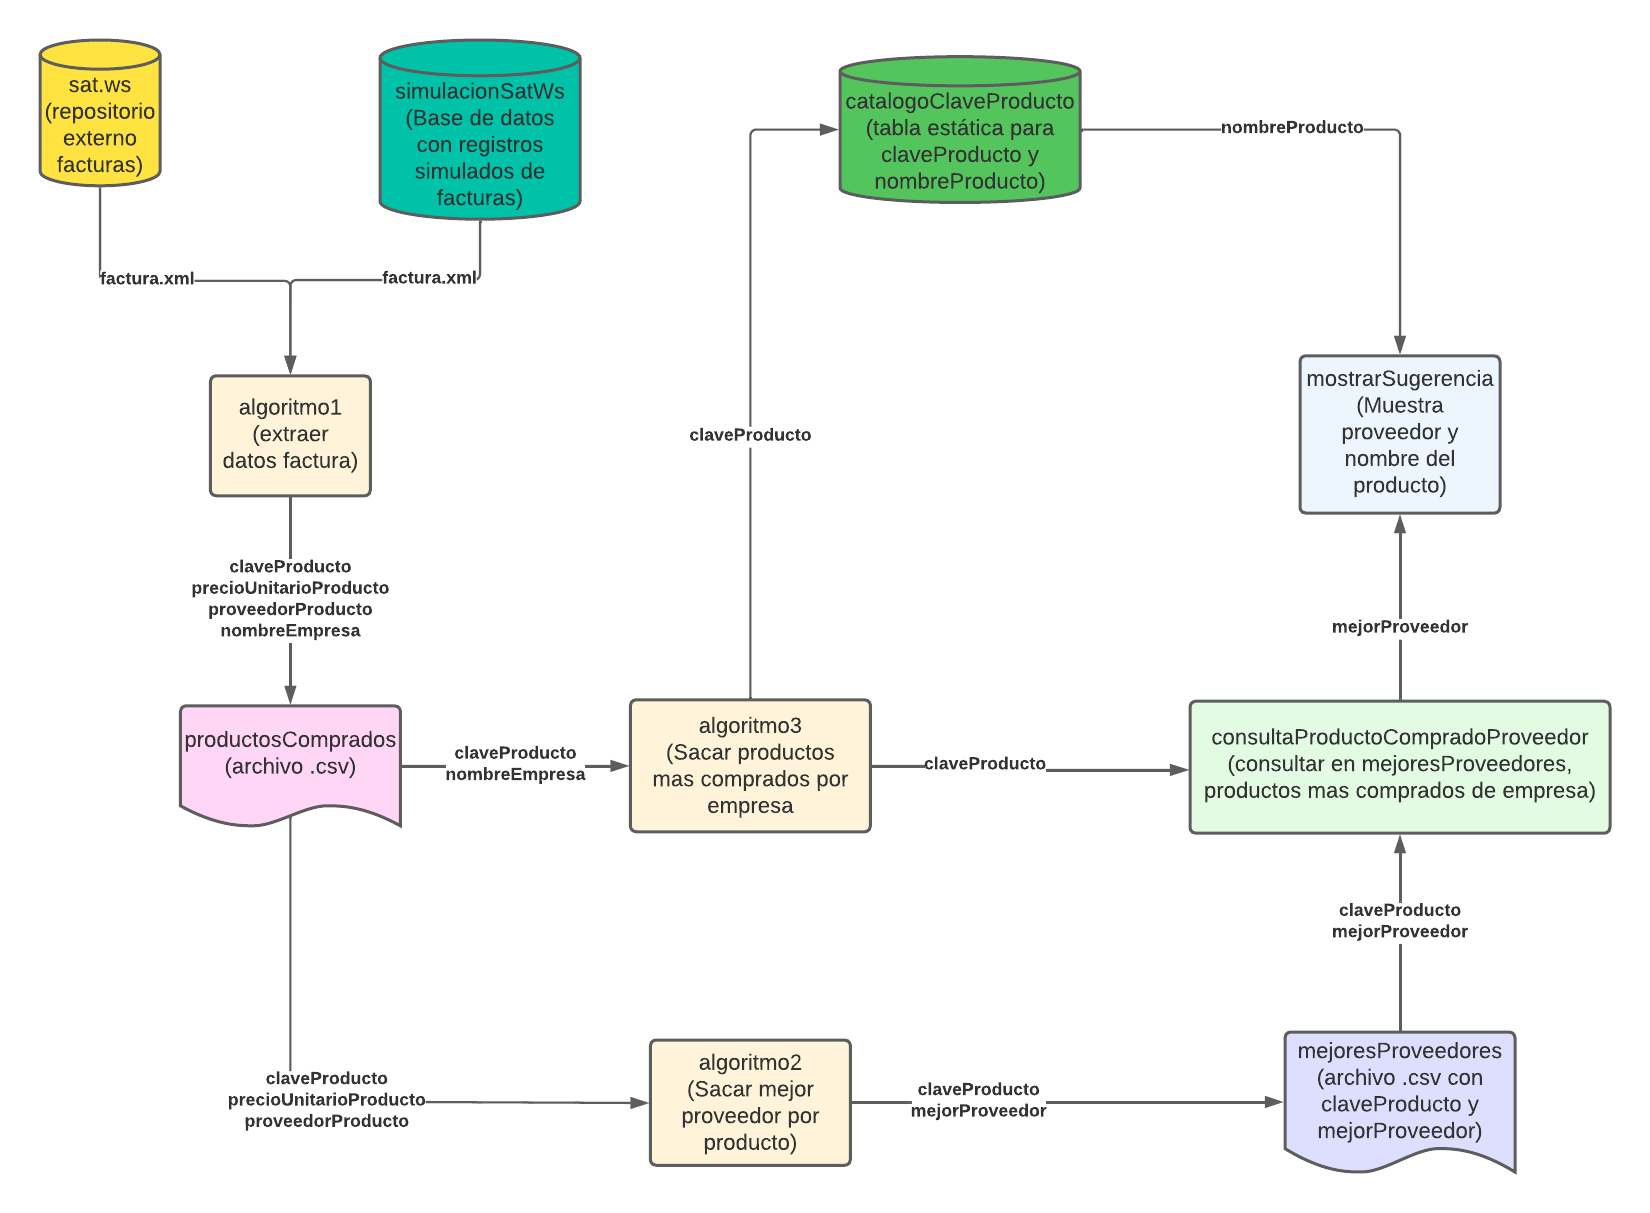 sat.ws
(repositorio
externo
facturas)
simulacionSatWs
(Base de datos
con registros
simulados de
facturas)
catalogoClaveProducto
(tabla estática para
claveProducto y
nombreProducto)
nombreProducto
factura.xml
factura.xml
algoritmo1
(extraer
datos factura)
claveProducto
mostrarSugerencia
(Muestra
proveedor y
nombre del
producto)
claveProducto
precioUnitarioProducto
proveedorProducto
nombreEmpresa
mejorProveedor
productosComprados
(archivo .csv)
claveProducto
nombreEmpresa
algoritmo3
(Sacar productos
mas comprados por
empresa
claveProducto
consultaProductoCompradoProveedor
(consultar en mejoresProveedores,
productos mas comprados de empresa)
claveProducto
mejorProveedor
claveProducto
precioUnitarioProducto
proveedorProducto
algoritmo2
(Sacar mejor
proveedor por
producto)
claveProducto
mejorProveedor
mejoresProveedores
(archivo .csv con
claveProducto y
mejorProveedor)